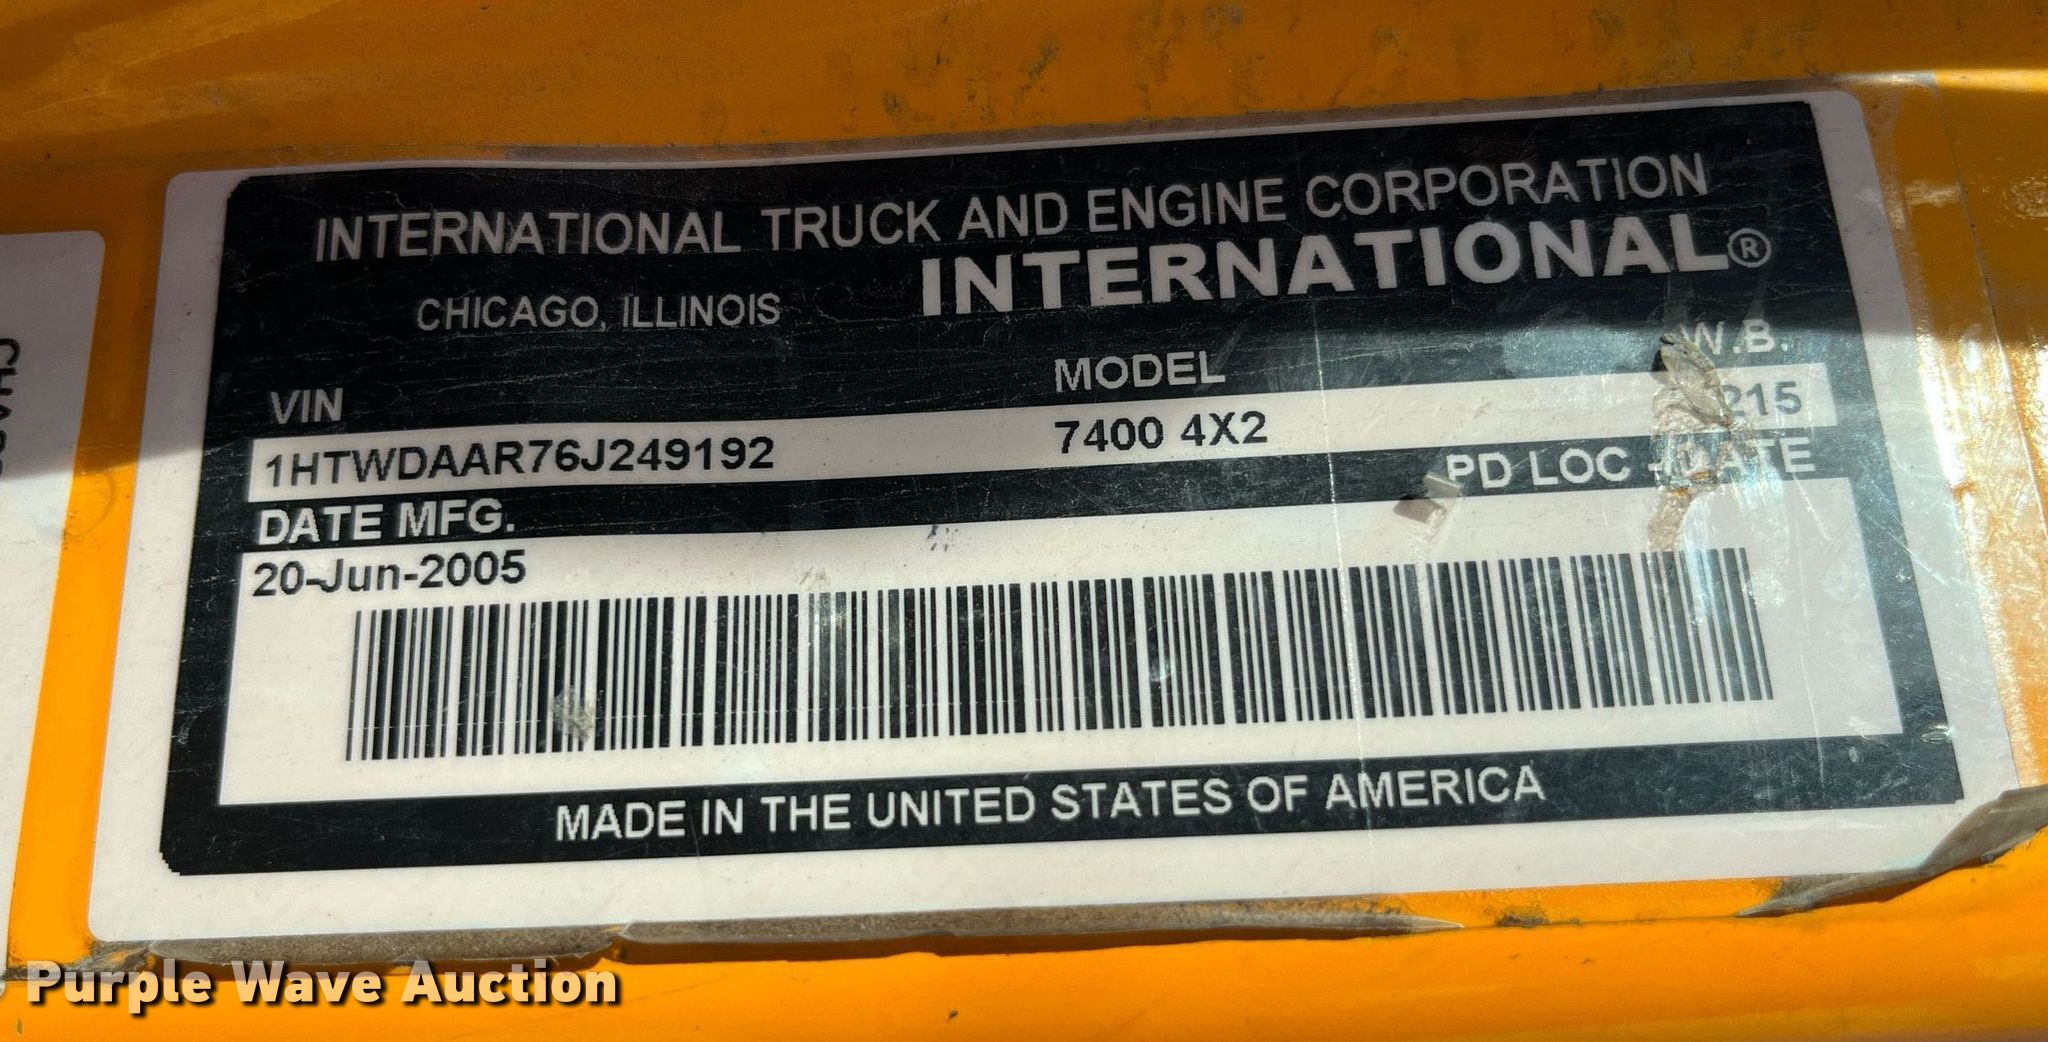 INTERNATIONAL TRUCK AND ENGINE CORPORATION
CHICAGO, ILLINOIS INTERNATIONAL®
VIN MODEL W.B.
1HTWDAAR76J249192 7400 4X2 215
DATE MFG. PD LOC - DATE
20-Jun-2005
MADE IN THE UNITED STATES OF AMERICA
Purple Wave Auction